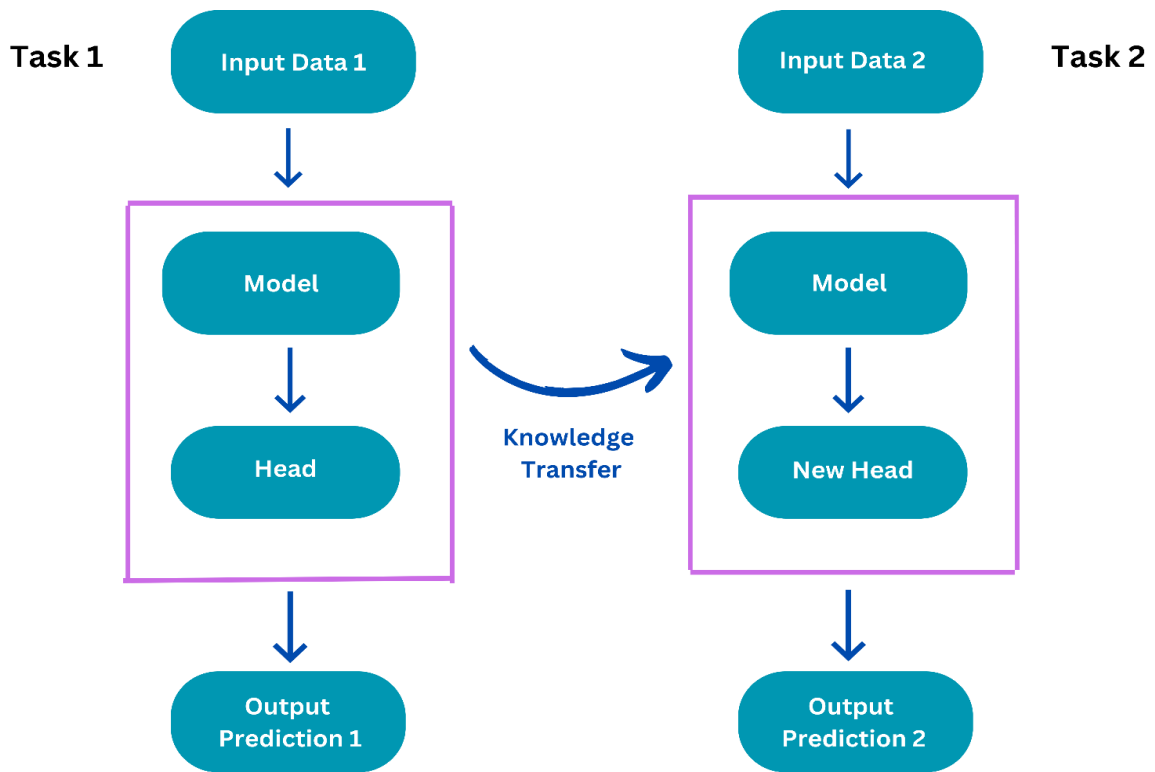 Task 1
Input Data 1
Model
Head
Output
Prediction 1
Knowledge
Transfer
Task 2
Input Data 2
Model
New Head
Output
Prediction 2